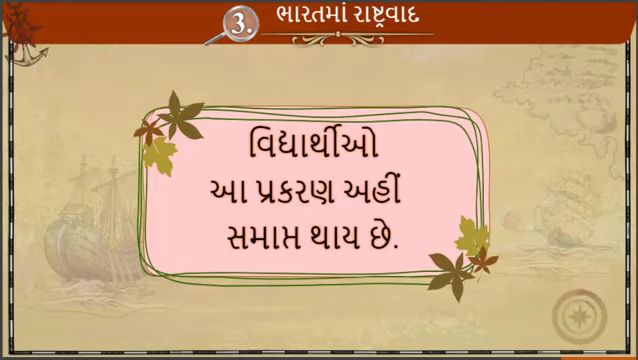 3. ભારતમાં રાષ્ટ્રવાદ
વિદ્યાર્થીઓ
આ પ્રકરણ અહીં
સમાપ્ત થાય છે.